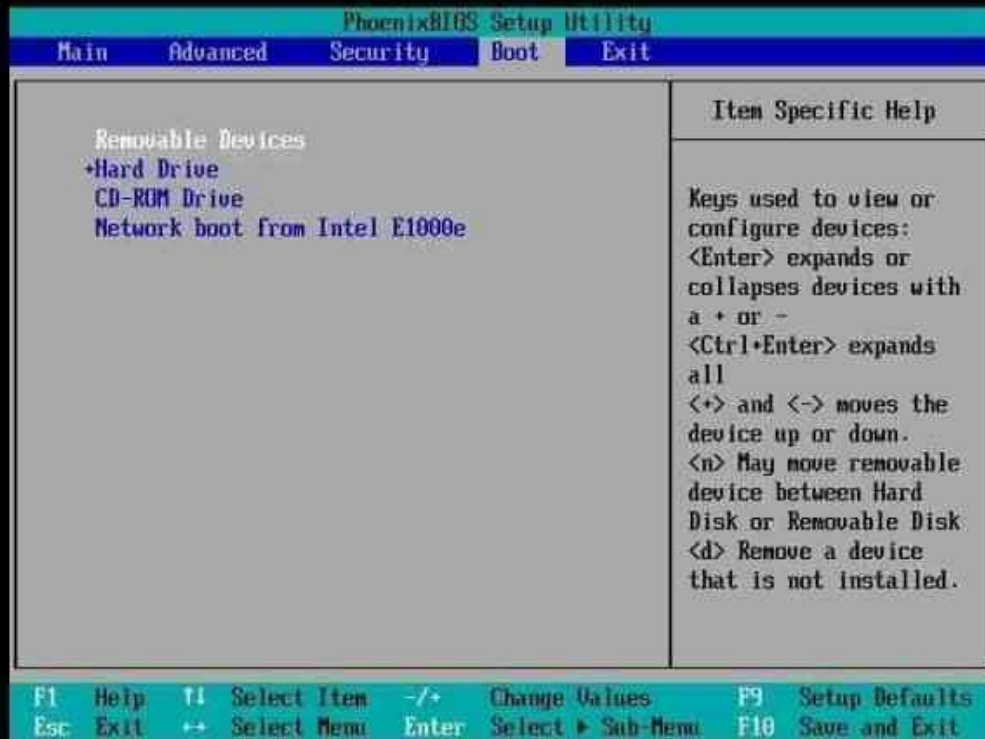 PhoenixBIOS Setup Utility
Main Advanced Security Boot Exit
Removable Devices
+Hard Drive
CD-ROM Drive
Network boot from Intel E1000e
Item Specific Help
Keys used to view or
configure devices:
<Enter> expands or
collapses devices with
a + or -
<Ctrl+Enter> expands
all
<+> and <-> moves the
device up or down.
<n> May move removable
device between Hard
Disk or Removable Disk
<d> Remove a device
that is not installed.
F1 Help ↑↓ Select Item -/+ Change Values F9 Setup Defaults
Esc Exit ↔ Select Menu Enter Select ▶ Sub-Menu F10 Save and Exit